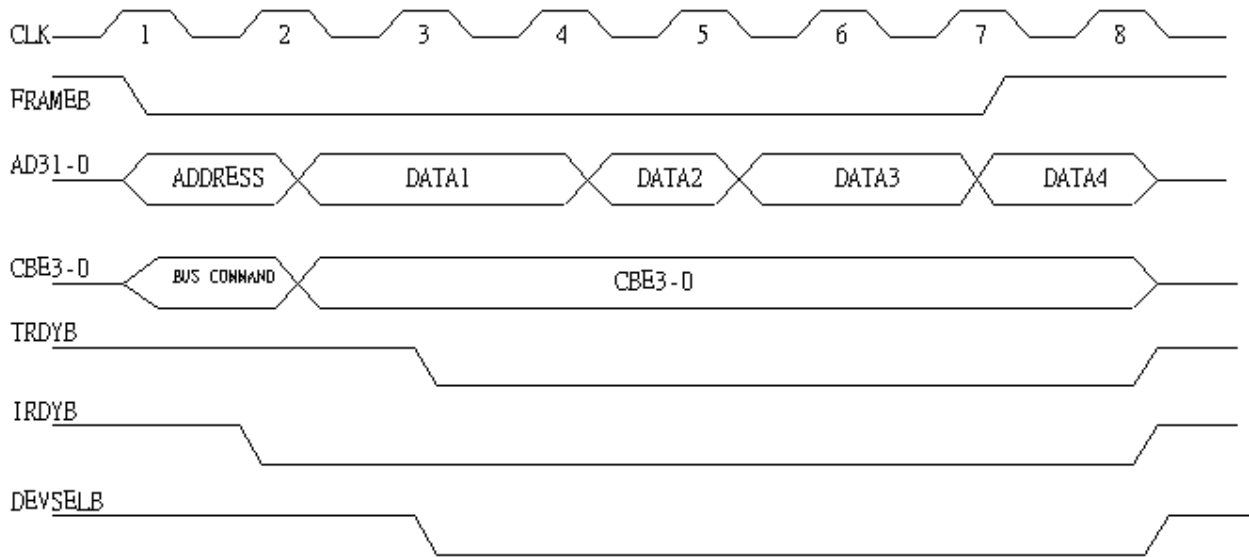 CLK 1 2 3 4 5 6 7 8
FRAMEB
AD31-0 ADDRESS DATA1 DATA2 DATA3 DATA4
CBE3-0 BUS COMMAND CBE3-0
TRDYB
IRDYB
DEVSELB